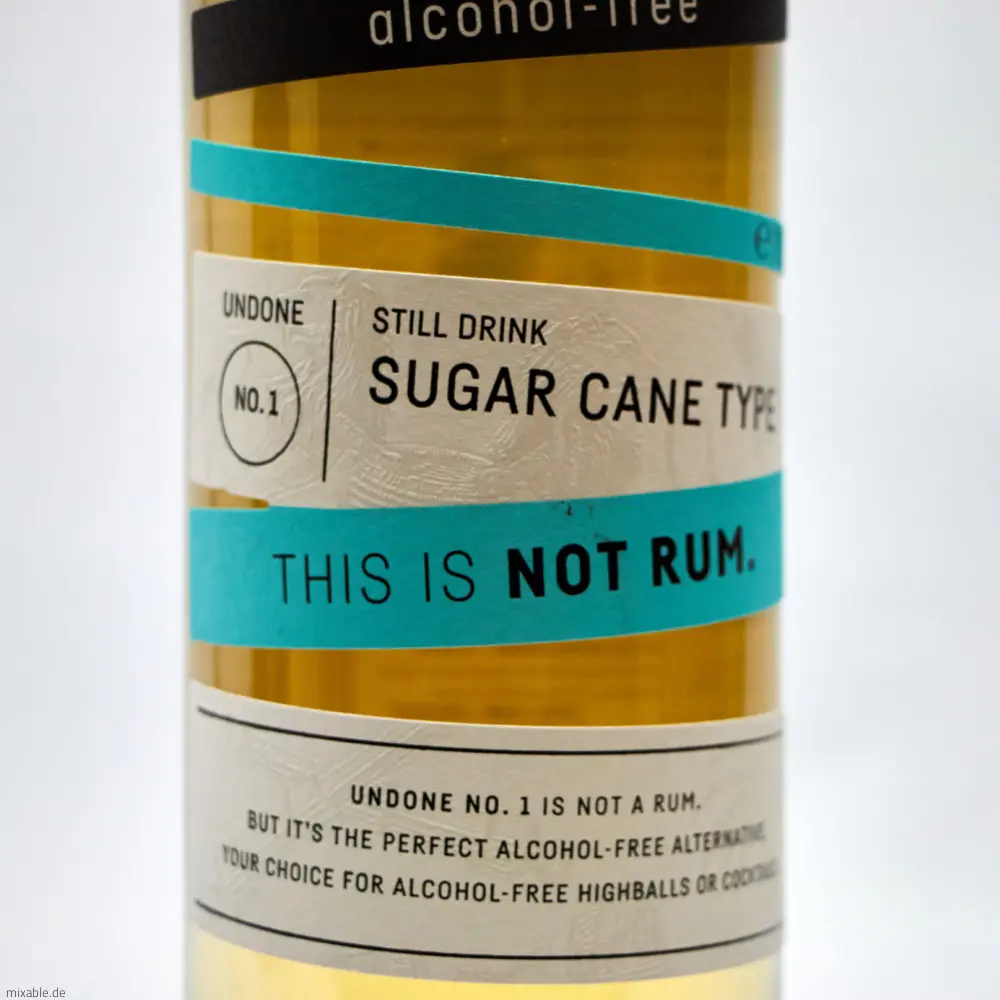 alcohol-free
e
UNDONE
NO. 1
STILL DRINK
SUGAR CANE TYPE
THIS IS NOT RUM.
UNDONE NO. 1 IS NOT A RUM.
BUT IT'S THE PERFECT ALCOHOL-FREE ALTERNATIVE,
YOUR CHOICE FOR ALCOHOL-FREE HIGHBALLS OR
mixable.de